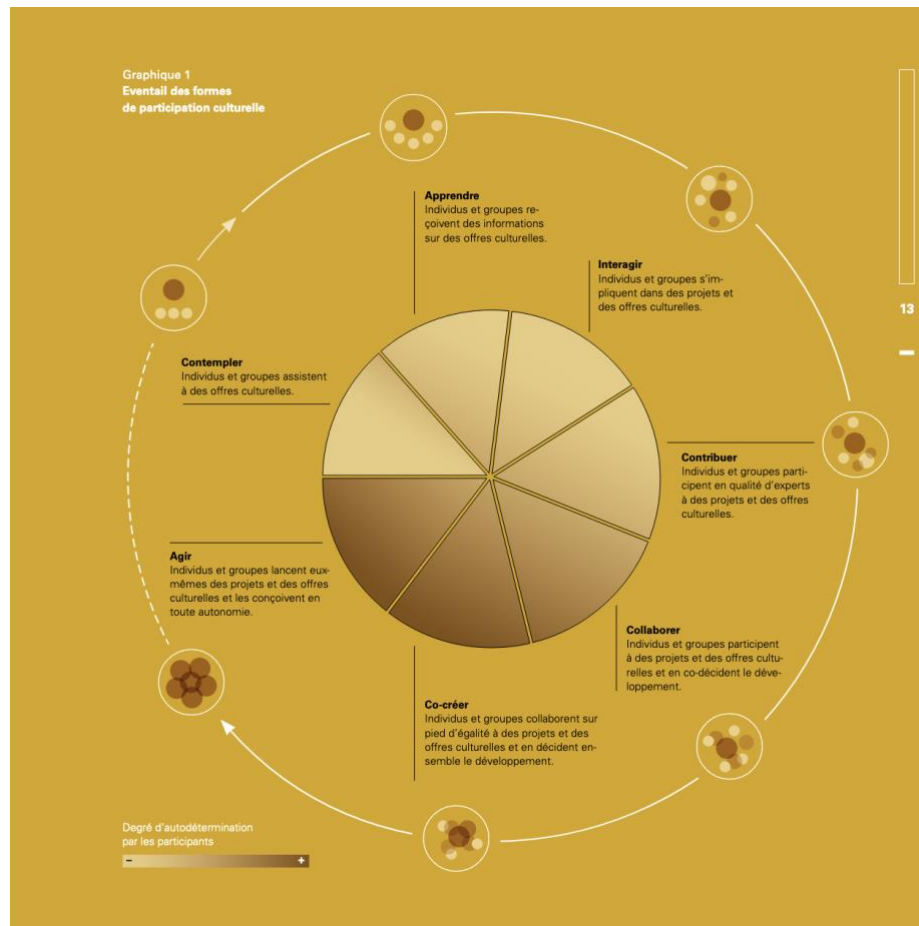 Graphique 1
Eventail des formes
de participation culturelle
Apprendre
Individus et groupes re-
çoivent des informations
sur des offres culturelles.
Interagir
Individus et groupes s'im-
pliquent dans des projets et
des offres culturelles.
13
Contempler
Individus et groupes assistent
à des offres culturelles.
Contribuer
Individus et groupes parti-
cipent en qualité d'experts
à des projets et des offres
culturelles.
Agir
Individus et groupes lancent eux-
mêmes des projets et des offres
culturelles et les conçoivent en
toute autonomie.
Collaborer
Individus et groupes participent
à des projets et des offres cultu-
relles et en co-décident le déve-
loppement.
Co-créer
Individus et groupes collaborent sur
pied d'égalité à des projets et des
offres culturelles et en décident en-
semble le développement.
Degré d'autodétermination
par les participants
– +